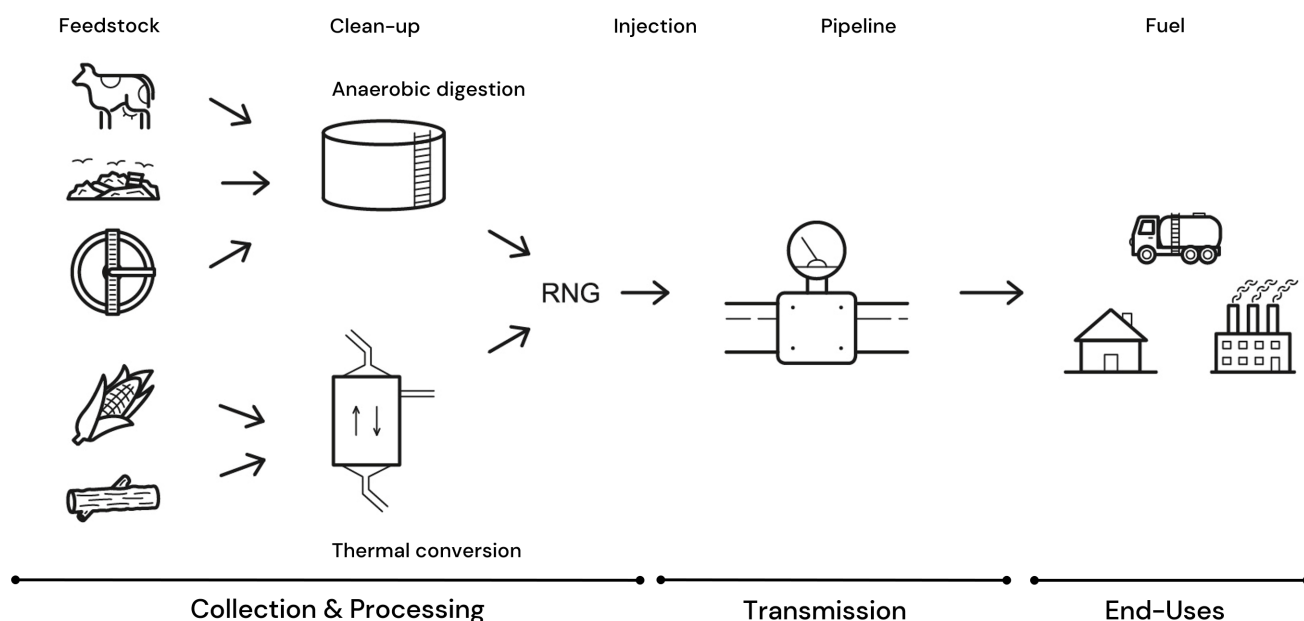 Feedstock
Clean-up
Injection
Pipeline
Fuel
Anaerobic digestion
RNG
Thermal conversion
Collection & Processing
Transmission
End-Uses